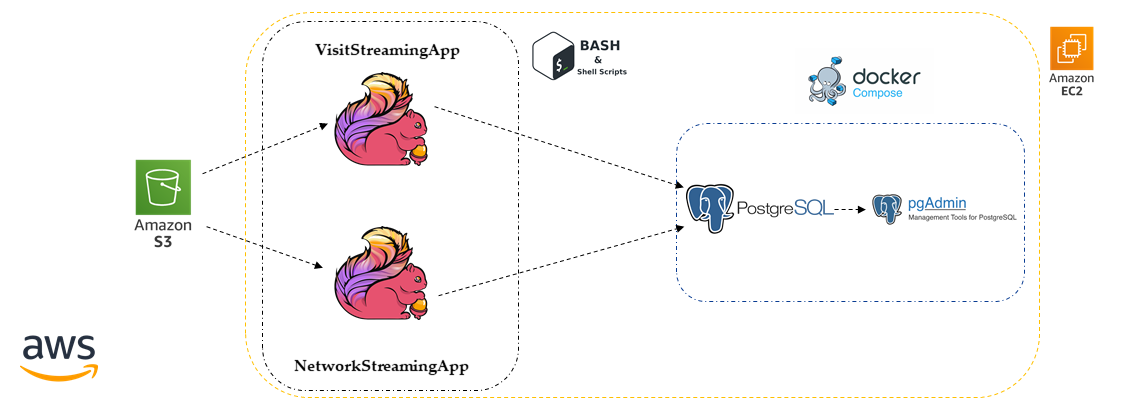 VisitStreamingApp
BASH
&
Shell Scripts
$_
docker
Compose
Amazon
EC2
Amazon
S3
PostgreSQL
pgAdmin
Management Tools for PostgreSQL
aws
NetworkStreamingApp